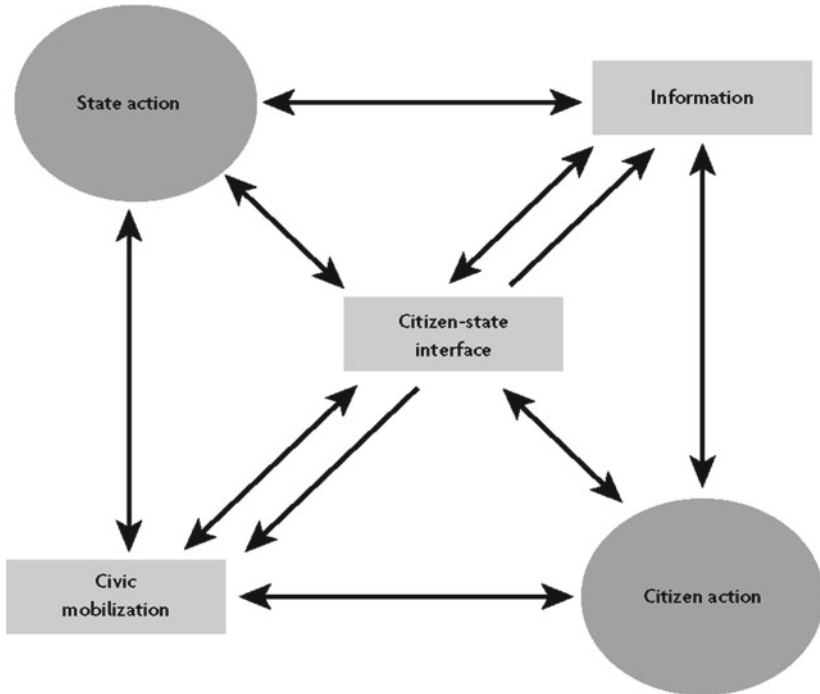 State action
Information
Citizen-state
interface
Civic
mobilization
Citizen action